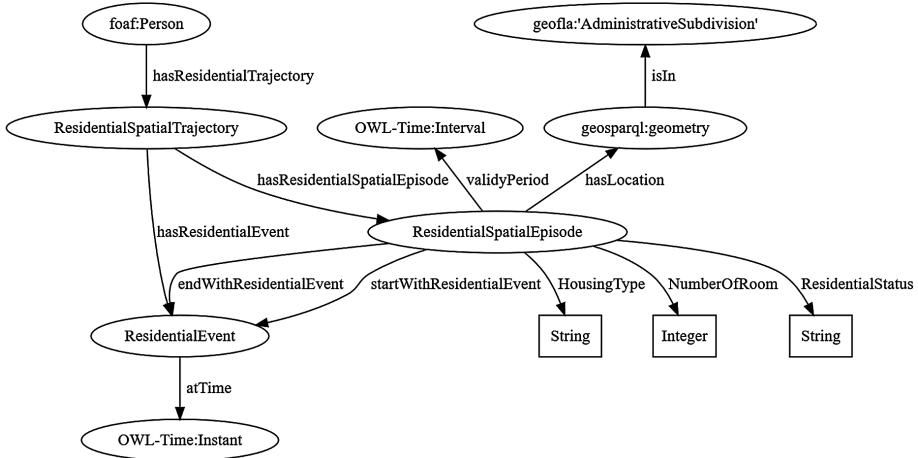 foaf:Person
geofla:'AdministrativeSubdivision'
hasResidentialTrajectory
isIn
ResidentialSpatialTrajectory
OWL-Time:Interval
geosparql:geometry
hasResidentialSpatialEpisode
validyPeriod
hasLocation
hasResidentialEvent
ResidentialSpatialEpisode
endWithResidentialEvent
startWithResidentialEvent
HousingType
NumberOfRoom
ResidentialStatus
ResidentialEvent
String
Integer
String
atTime
OWL-Time:Instant